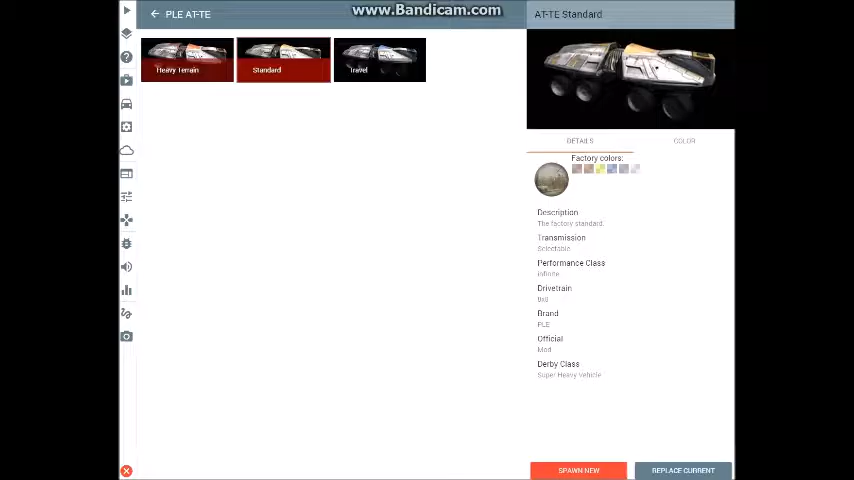 www.Bandicam.com
PLE AT-TE
AT-TE Standard
Heavy Terrain
Standard
Travel
DETAILS
COLOR
Factory colors:
Description
The factory standard.
Transmission
Selectable
Performance Class
infinite
Drivetrain
8x8
Brand
PLE
Official
Mod
Derby Class
Super Heavy Vehicle
SPAWN NEW
REPLACE CURRENT